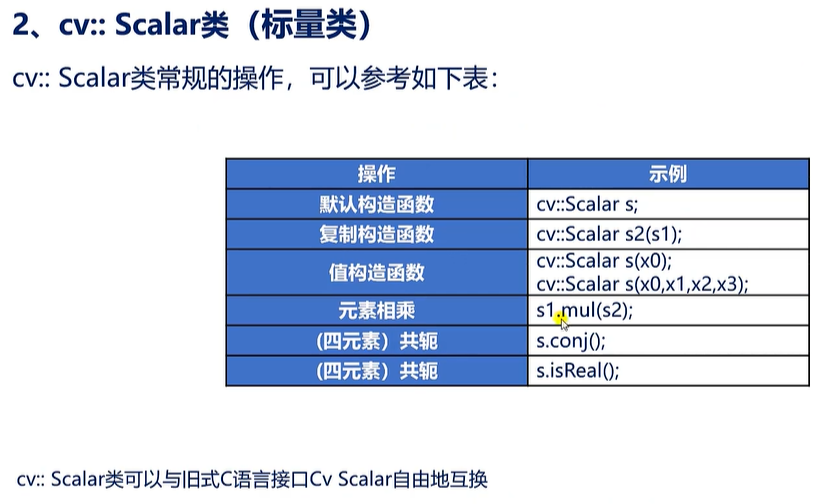 2、cv:: Scalar类（标量类）
cv:: Scalar类常规的操作，可以参考如下表：
操作 示例
默认构造函数 cv::Scalar s;
复制构造函数 cv::Scalar s2(s1);
值构造函数 cv::Scalar s(x0);
cv::Scalar s(x0,x1,x2,x3);
元素相乘 s1.mul(s2);
(四元素）共轭 s.conj();
(四元素）共轭 s.isReal();
cv:: Scalar类可以与旧式C语言接口Cv Scalar自由地互换